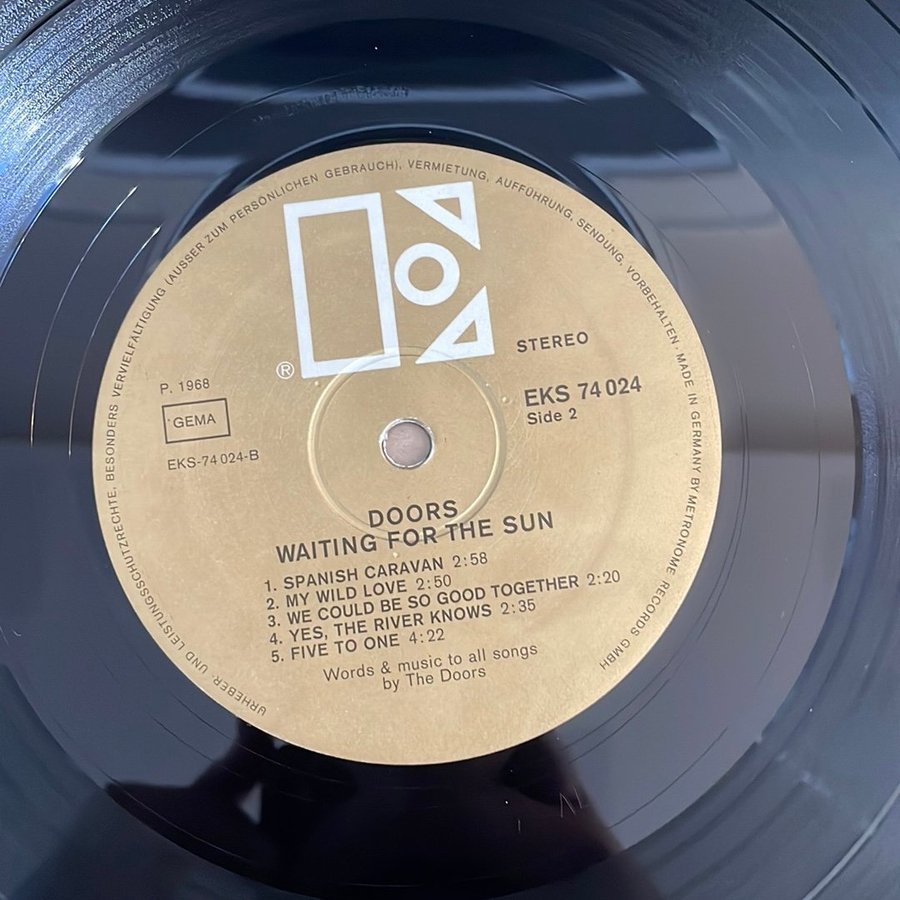 URHEBER- UND LEISTUNGSSCHUTZRECHTE, BESONDERS VERVIELFÄLTIGUNG (AUSSER ZUM PERSÖNLICHEN GEBRAUCH), VERMIETUNG, AUFFÜHRUNG, SENDUNG, VORBEHALTEN. MADE IN GERMANY BY METRONOME RECORDS GMBH
®
STEREO
P. 1968
GEMA
EKS-74 024-B
EKS 74 024
Side 2
DOORS
WAITING FOR THE SUN
1. SPANISH CARAVAN 2:58
2. MY WILD LOVE 2:50
3. WE COULD BE SO GOOD TOGETHER 2:20
4. YES, THE RIVER KNOWS 2:35
5. FIVE TO ONE 4:22
Words & music to all songs
by The Doors